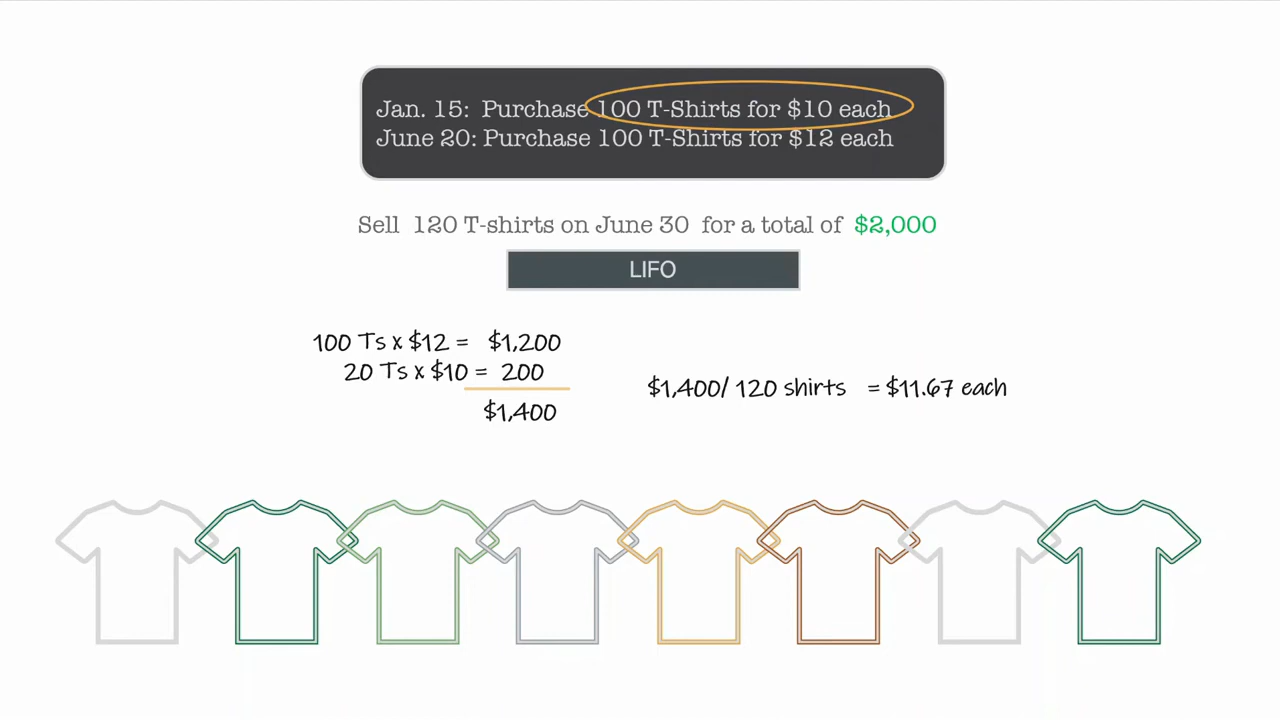 Jan. 15: Purchase 100 T-Shirts for $10 each
June 20: Purchase 100 T-Shirts for $12 each
Sell 120 T-shirts on June 30 for a total of $2,000
LIFO
100 Ts x $12 = $1,200
20 Ts x $10 = 200
$1,400
$1,400/ 120 shirts = $11.67 each